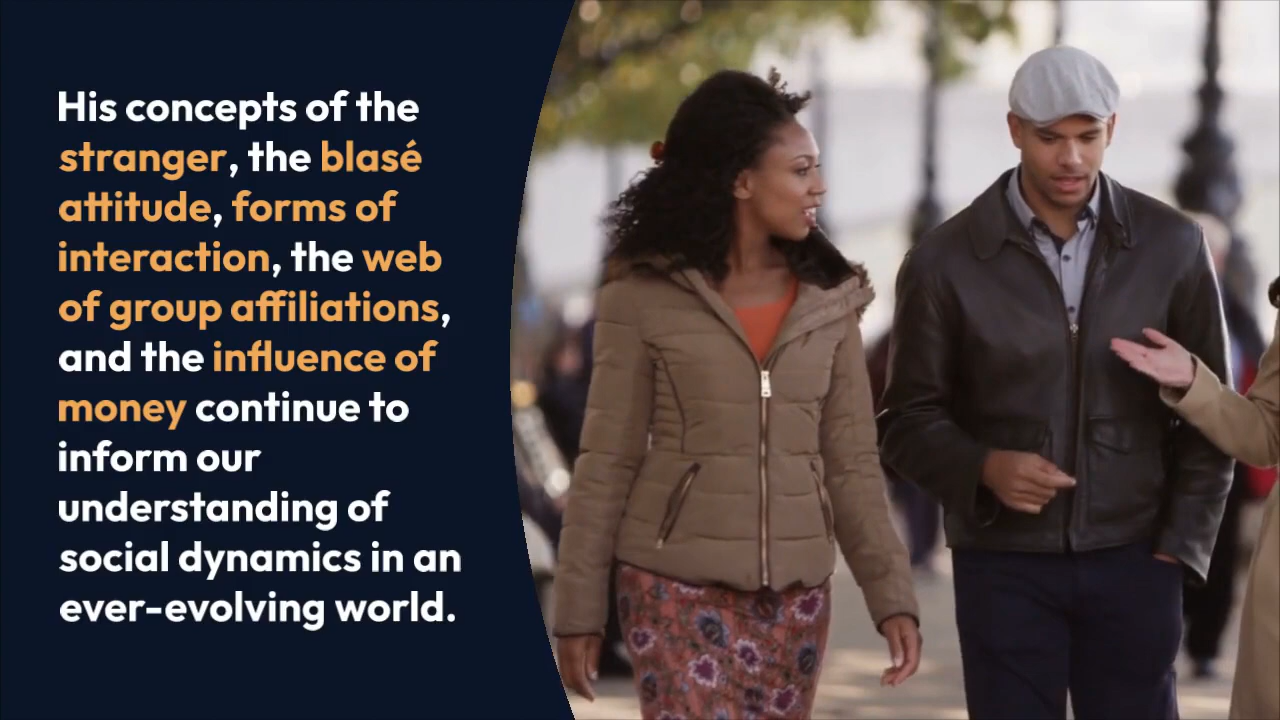 His concepts of the
stranger, the blasé
attitude, forms of
interaction, the web
of group affiliations,
and the influence of
money continue to
inform our
understanding of
social dynamics in an
ever-evolving world.